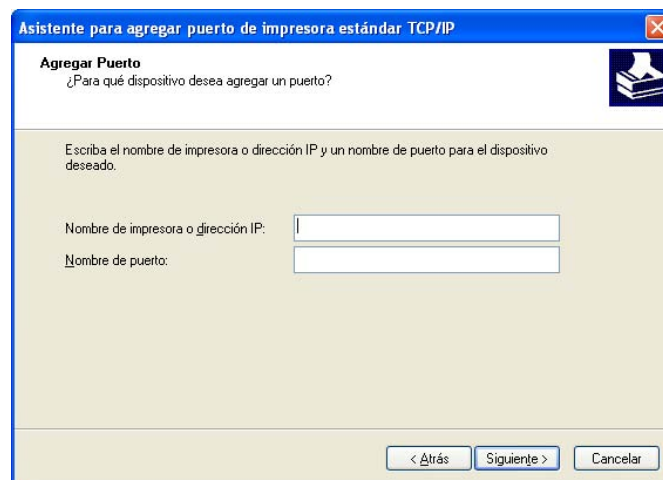 Asistente para agregar puerto de impresora estándar TCP/IP
Agregar Puerto
¿Para qué dispositivo desea agregar un puerto?
Escriba el nombre de impresora o dirección IP y un nombre de puerto para el dispositivo
deseado.
Nombre de impresora o dirección IP:
Nombre de puerto:
< Atrás Siguiente > Cancelar